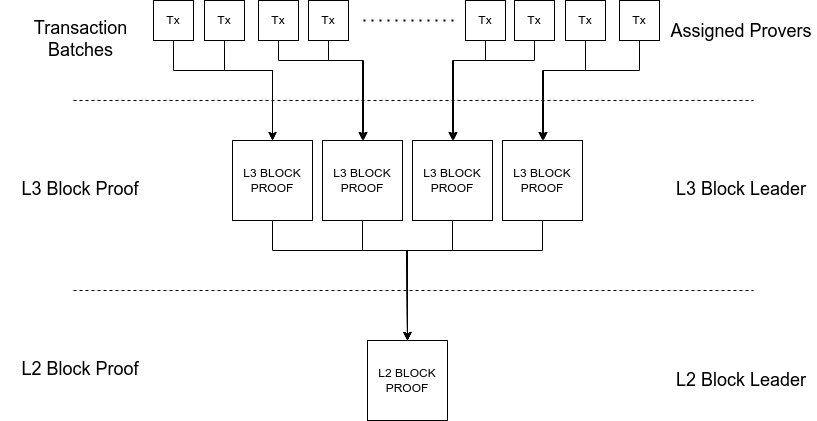 Transaction
Batches
Tx Tx Tx Tx ............ Tx Tx Tx Tx
Assigned Provers
L3 Block Proof
L3 BLOCK
PROOF
L3 BLOCK
PROOF
L3 BLOCK
PROOF
L3 BLOCK
PROOF
L3 Block Leader
L2 Block Proof
L2 BLOCK
PROOF
L2 Block Leader